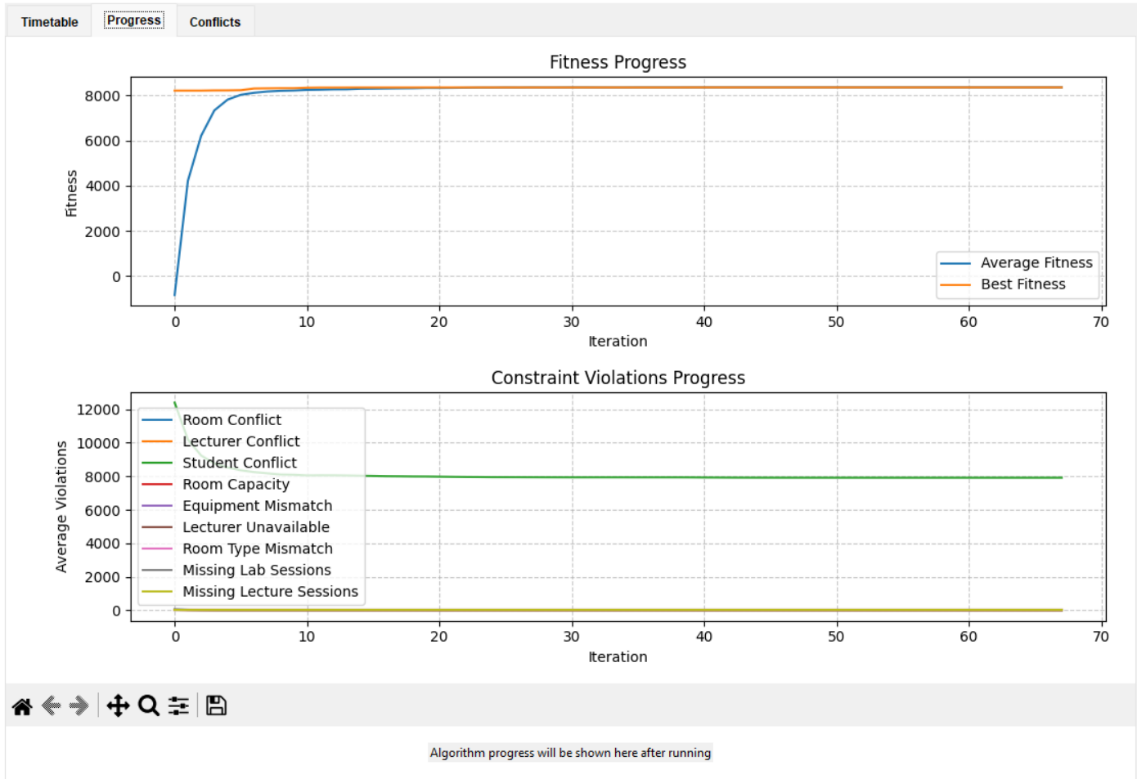 Timetable Progress Conflicts
Fitness Progress
8000
6000
4000
2000
0
Fitness
Average Fitness
Best Fitness
0 10 20 30 40 50 60 70
Iteration
Constraint Violations Progress
12000
10000
8000
6000
4000
2000
0
Average Violations
Room Conflict
Lecturer Conflict
Student Conflict
Room Capacity
Equipment Mismatch
Lecturer Unavailable
Room Type Mismatch
Missing Lab Sessions
Missing Lecture Sessions
0 10 20 30 40 50 60 70
Iteration
Algorithm progress will be shown here after running